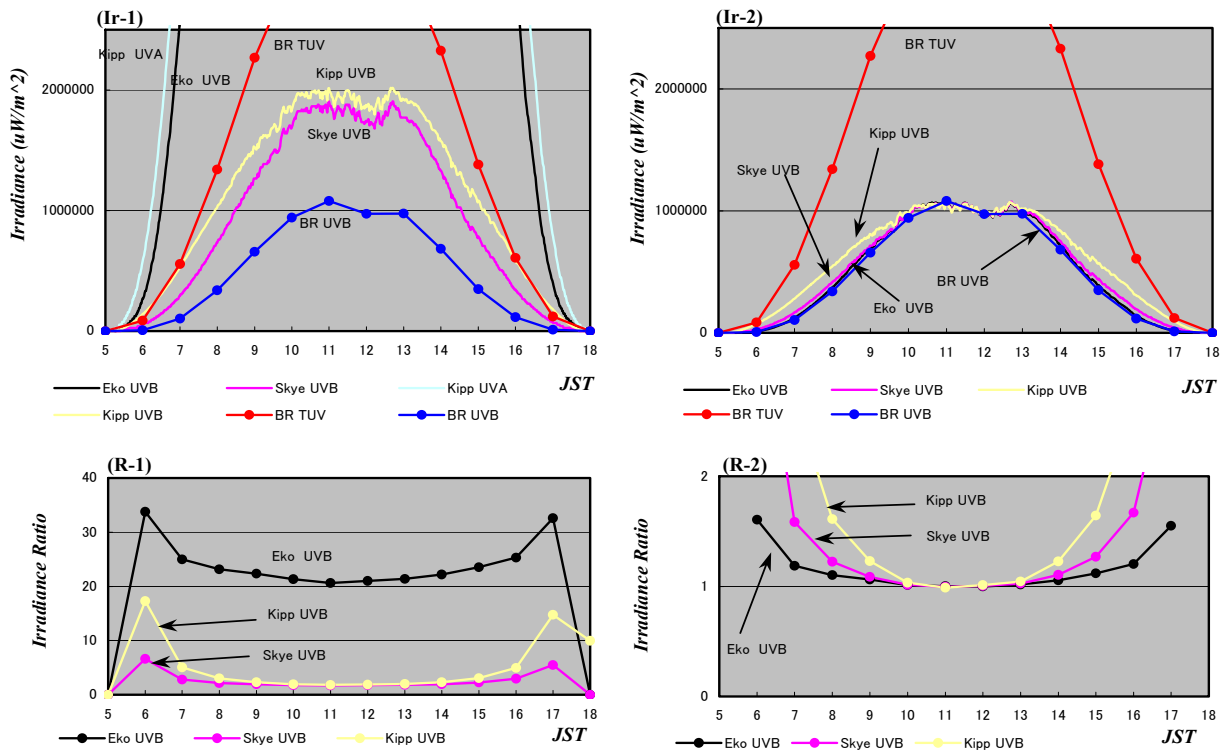 (Ir-1)
Irradiance (uW/m^2)
2000000
1000000
0
Kipp UVA
Eko UVB
BR TUV
Kipp UVB
Skye UVB
BR UVB
5 6 7 8 9 10 11 12 13 14 15 16 17 18
JST
Eko UVB Skye UVB Kipp UVA
Kipp UVB BR TUV BR UVB
(Ir-2)
Irradiance (uW/m^2)
2000000
1000000
0
BR TUV
Kipp UVB
Skye UVB
BR UVB
Eko UVB
5 6 7 8 9 10 11 12 13 14 15 16 17 18
JST
Eko UVB Skye UVB Kipp UVB
BR TUV BR UVB
(R-1)
Irradiance Ratio
40
30
20
10
0
Eko UVB
Kipp UVB
Skye UVB
5 6 7 8 9 10 11 12 13 14 15 16 17 18
Eko UVB Skye UVB Kipp UVB
JST
(R-2)
Irradiance Ratio
2
1
0
Kipp UVB
Skye UVB
Eko UVB
5 6 7 8 9 10 11 12 13 14 15 16 17 18
Eko UVB Skye UVB Kipp UVB
JST